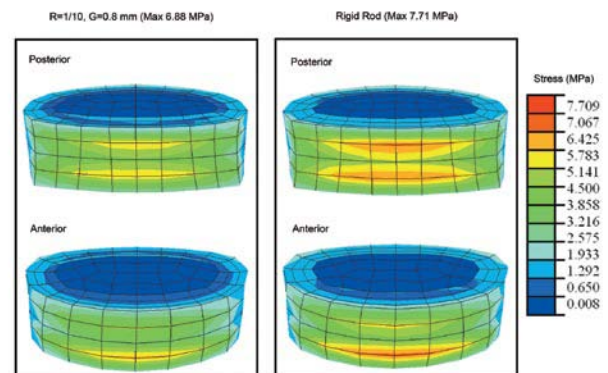 R=1/10, G=0.8 mm (Max 6.88 MPa)
Rigid Rod (Max 7.71 MPa)
Posterior
Posterior
Anterior
Anterior
Stress (MPa)
7.709
7.067
6.425
5.783
5.141
4.500
3.858
3.216
2.575
1.933
1.292
0.650
0.008